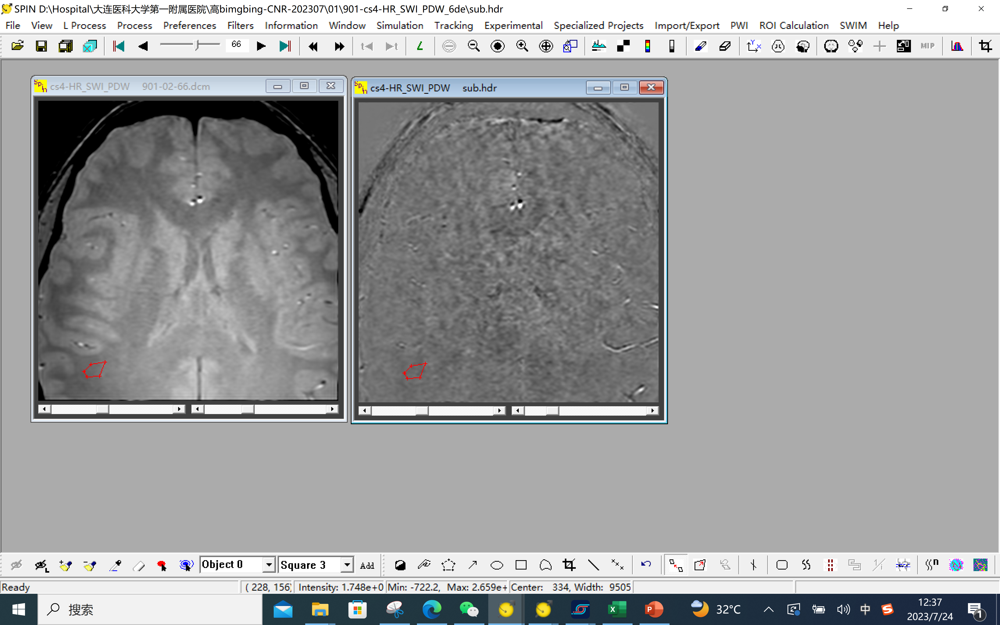 SPIN D:\Hospital\大连医科大学第一附属医院\高bimgbing-CNR-202307\01\901-cs4-HR_SWI_PDW_6de\sub.hdr
File View L Process Process Preferences Filters Information Window Simulation Tracking Experimental Specialized Projects Import/Export PWI ROI Calculation SWIM Help
66 MIP
cs4-HR_SWI_PDW 901-02-66.dcm
cs4-HR_SWI_PDW sub.hdr
Object 0 Square 3 Add
Ready ( 228, 156) Intensity: 1.748e+0 Min: -722.2, Max: 2.659e+ Center: 334, Width: 9505
搜索 32°C 中 12:37
2023/7/24 1